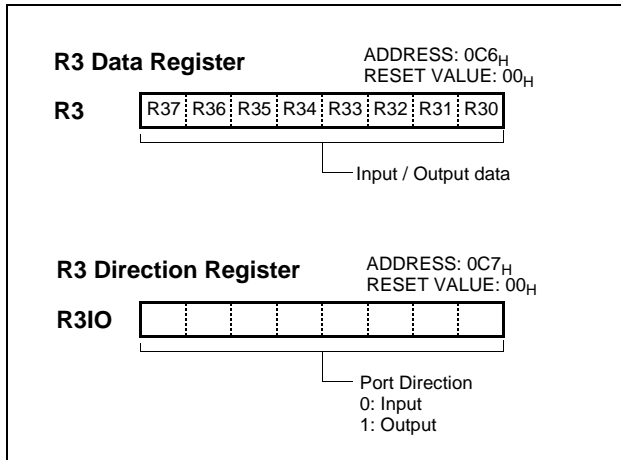 R3 Data Register
ADDRESS: 0C6H
RESET VALUE: 00H
R3
R37 R36 R35 R34 R33 R32 R31 R30
Input / Output data
R3 Direction Register
ADDRESS: 0C7H
RESET VALUE: 00H
R3IO
Port Direction
0: Input
1: Output